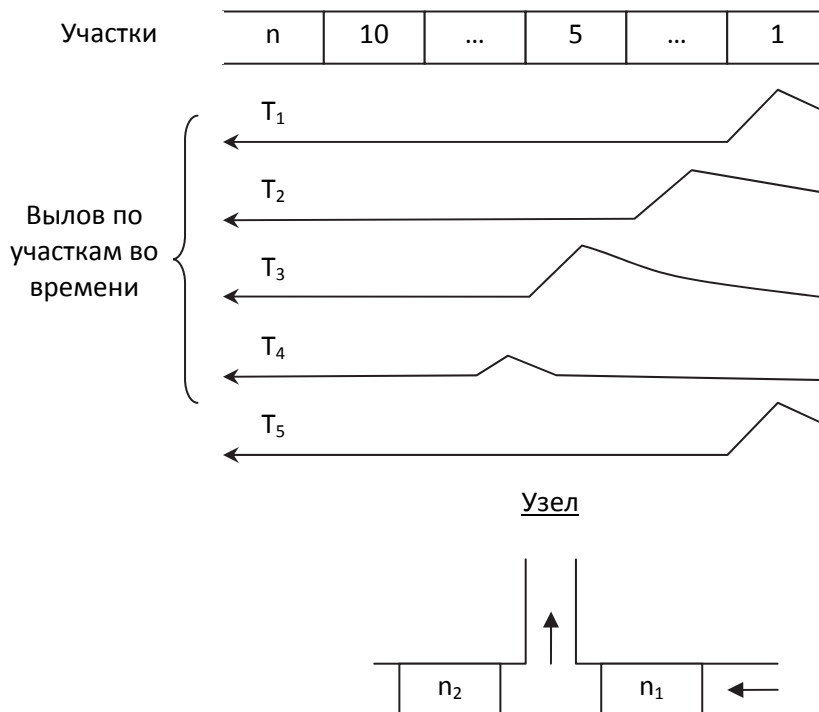 Участки n 10 ... 5 ... 1
T₁
T₂
Вылов по
участкам во
времени
T₃
T₄
T₅
Узел
n₂ n₁